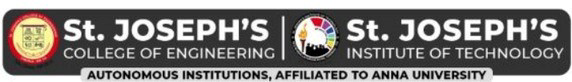 St. JOSEPH'S
COLLEGE OF ENGINEERING
St. JOSEPH'S
INSTITUTE OF TECHNOLOGY
AUTONOMOUS INSTITUTIONS, AFFILIATED TO ANNA UNIVERSITY